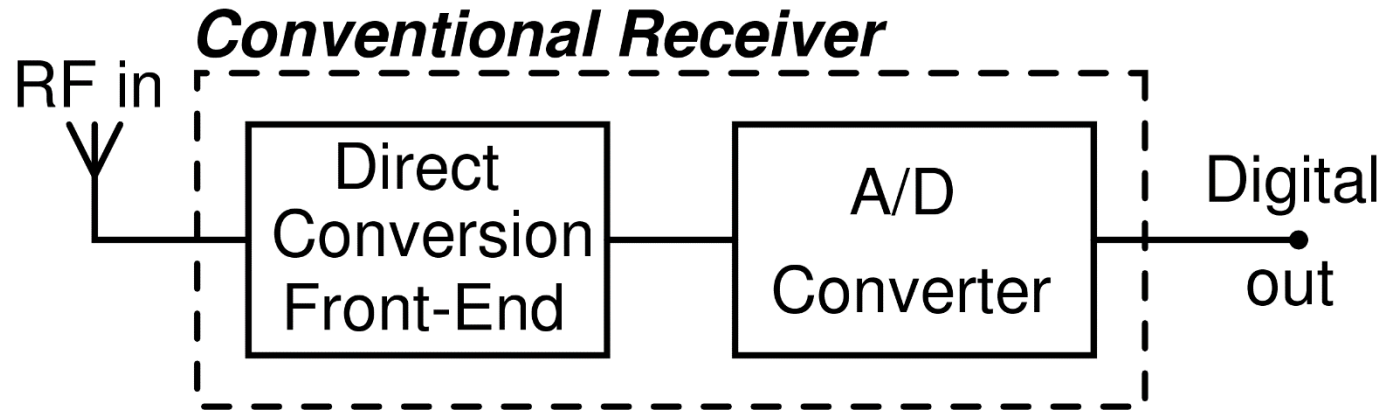 Conventional Receiver
RF in
Direct
Conversion
Front-End
A/D
Converter
Digital
out